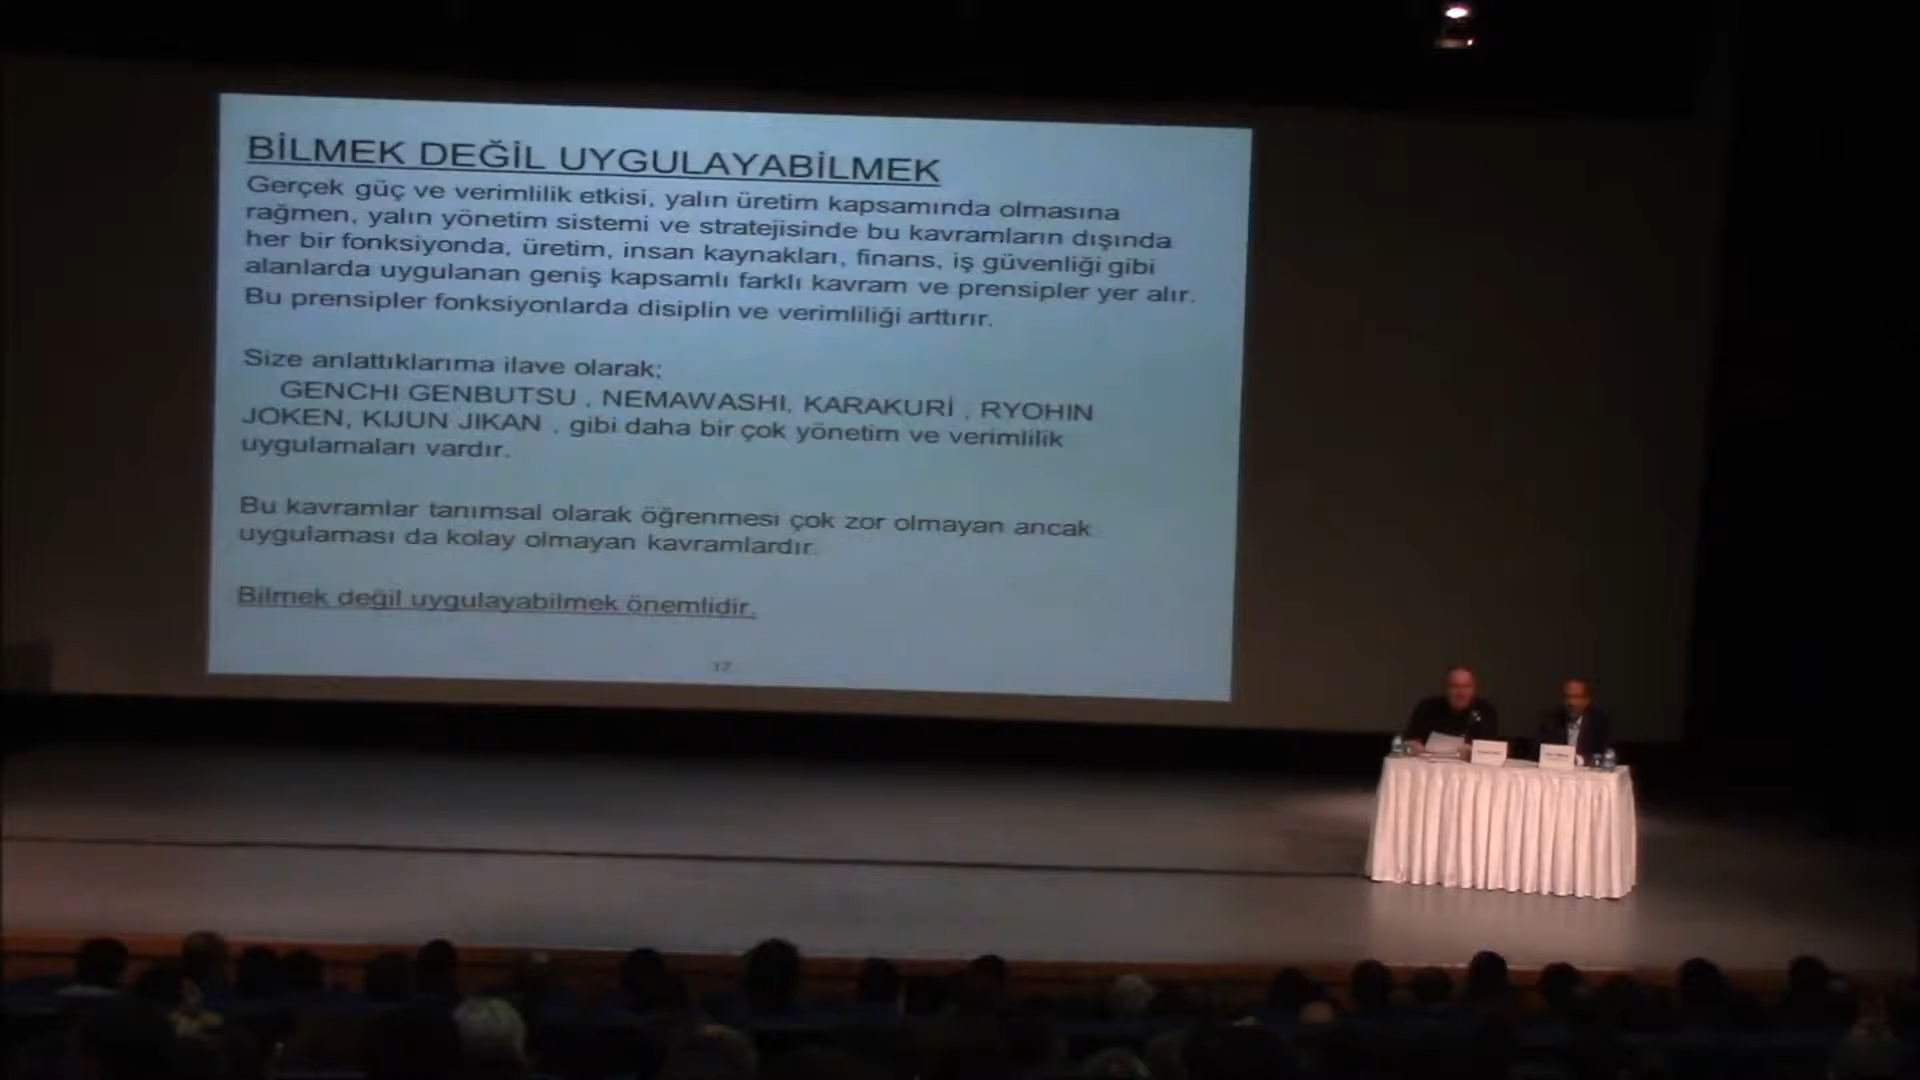 BİLMEK DEĞİL UYGULAYABİLMEK
Gerçek güç ve verimlilik etkisi, yalın üretim kapsamında olmasına
rağmen, yalın yönetim sistemi ve stratejisinde bu kavramların dışında
her bir fonksiyonda, üretim, insan kaynakları, finans, iş güvenliği gibi
alanlarda uygulanan geniş kapsamlı farklı kavram ve prensipler yer alır.
Bu prensipler fonksiyonlarda disiplin ve verimliliği arttırır.
Size anlattıklarıma ilave olarak;
GENCHI GENBUTSU , NEMAWASHI, KARAKURİ , RYOHIN
JOKEN, KIJUN JIKAN , gibi daha bir çok yönetim ve verimlilik
uygulamaları vardır.
Bu kavramlar tanımsal olarak öğrenmesi çok zor olmayan ancak
uygulaması da kolay olmayan kavramlardır.
Bilmek değil uygulayabilmek önemlidir.
17